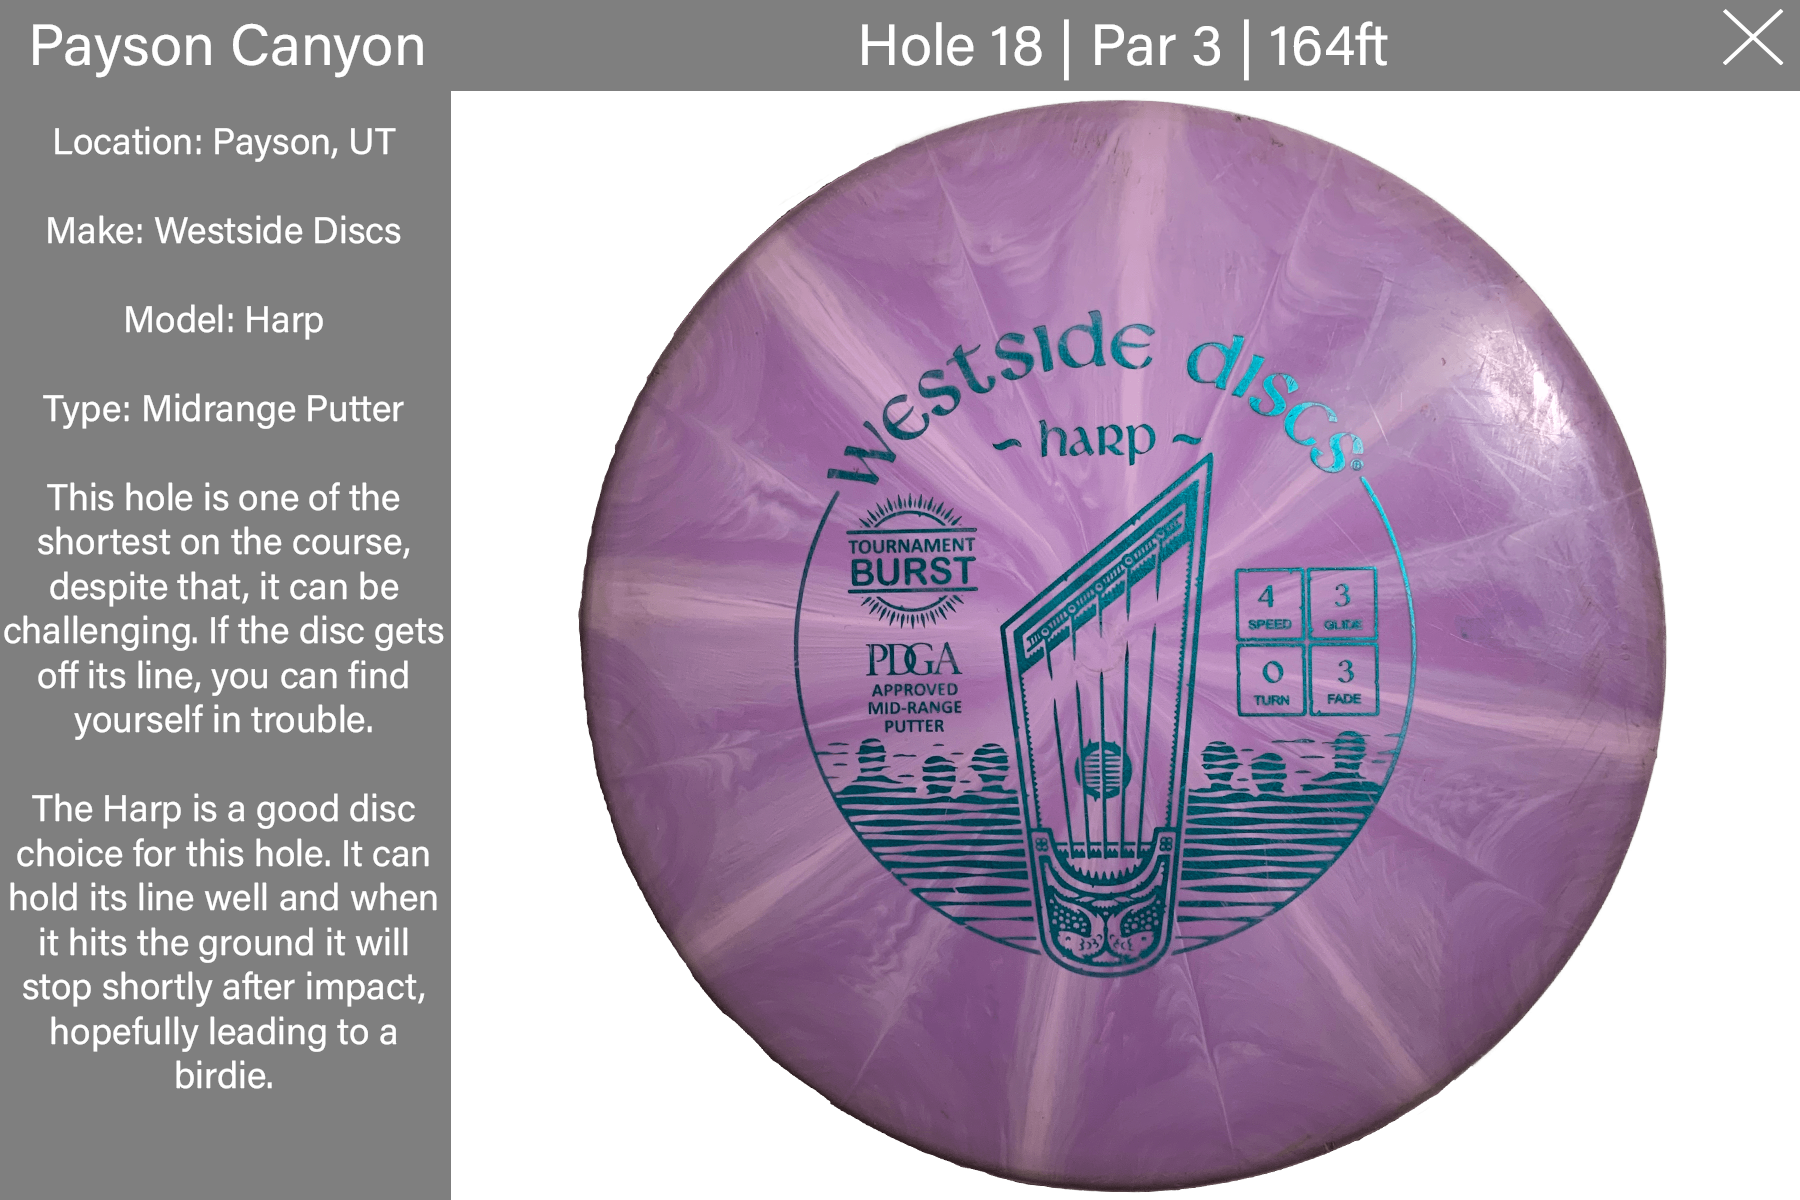 Payson Canyon
Hole 18 | Par 3 | 164ft
Location: Payson, UT
Make: Westside Discs
Model: Harp
Type: Midrange Putter
This hole is one of the
shortest on the course,
despite that, it can be
challenging. If the disc gets
off its line, you can find
yourself in trouble.
The Harp is a good disc
choice for this hole. It can
hold its line well and when
it hits the ground it will
stop shortly after impact,
hopefully leading to a
birdie.
westside discs®
~ harp ~
TOURNAMENT
BURST
PDGA
APPROVED
MID-RANGE
PUTTER
4 3
SPEED GLIDE
0 3
TURN FADE